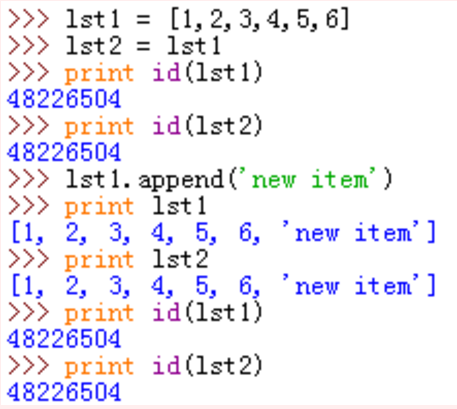 >>> lst1 = [1,2,3,4,5,6]
>>> lst2 = lst1
>>> print id(lst1)
48226504
>>> print id(lst2)
48226504
>>> lst1.append('new item')
>>> print lst1
[1, 2, 3, 4, 5, 6, 'new item']
>>> print lst2
[1, 2, 3, 4, 5, 6, 'new item']
>>> print id(lst1)
48226504
>>> print id(lst2)
48226504